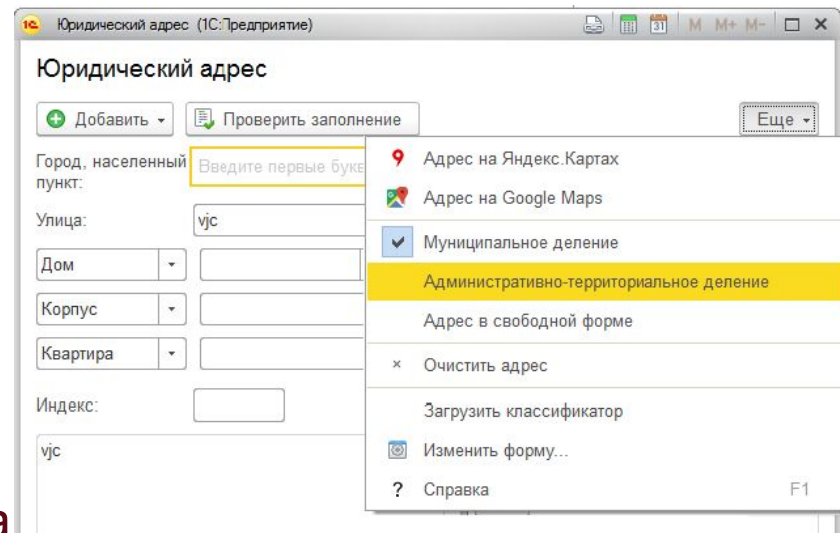 Юридический адрес (1С:Предприятие)
M M+ M-
Юридический адрес
Добавить
Проверить заполнение
Еще
Город, населенный пункт:
Введите первые букв
Улица:
vjc
Дом
Корпус
Квартира
Индекс:
vjc
Адрес на Яндекс.Картах
Адрес на Google Maps
Муниципальное деление
Административно-территориальное деление
Адрес в свободной форме
Очистить адрес
Загрузить классификатор
Изменить форму...
? Справка F1